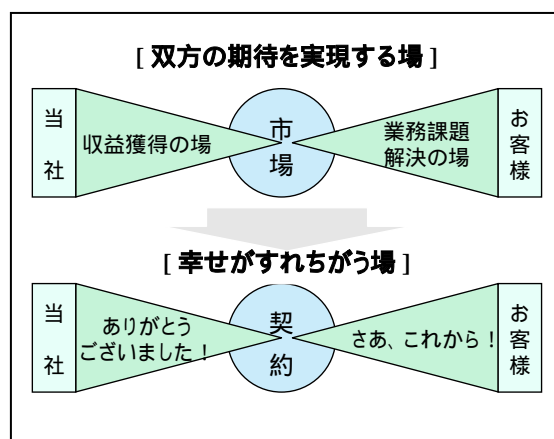 [ 双方の期待を実現する場 ]
当社
収益獲得の場
市場
業務課題
解決の場
お客様
[ 幸せがすれちがう場 ]
当社
ありがとう
ございました！
契約
さあ、これから！
お客様